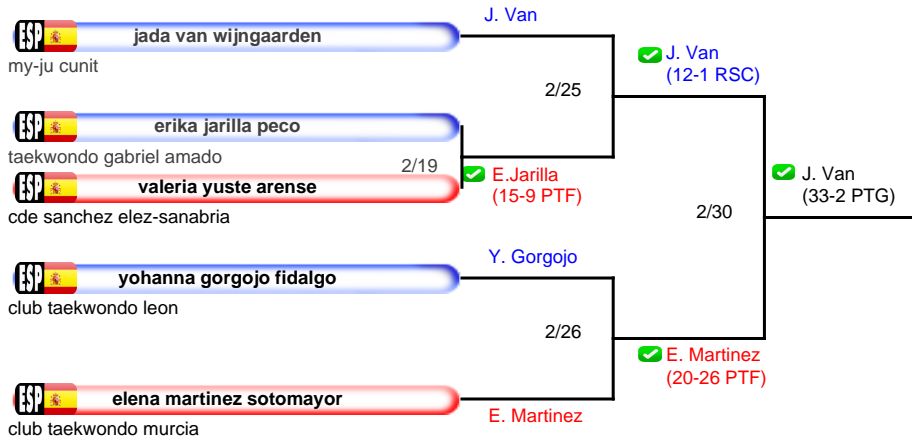 J. Van
ESP jada van wijngaarden
my-ju cunit
J. Van
(12-1 RSC)
2/25
ESP erika jarilla peco
taekwondo gabriel amado
2/19
E.Jarilla
(15-9 PTF)
ESP valeria yuste arense
cde sanchez elez-sanabria
J. Van
(33-2 PTG)
2/30
Y. Gorgojo
ESP yohanna gorgojo fidalgo
club taekwondo leon
2/26
E. Martinez
(20-26 PTF)
ESP elena martinez sotomayor
E. Martinez
club taekwondo murcia